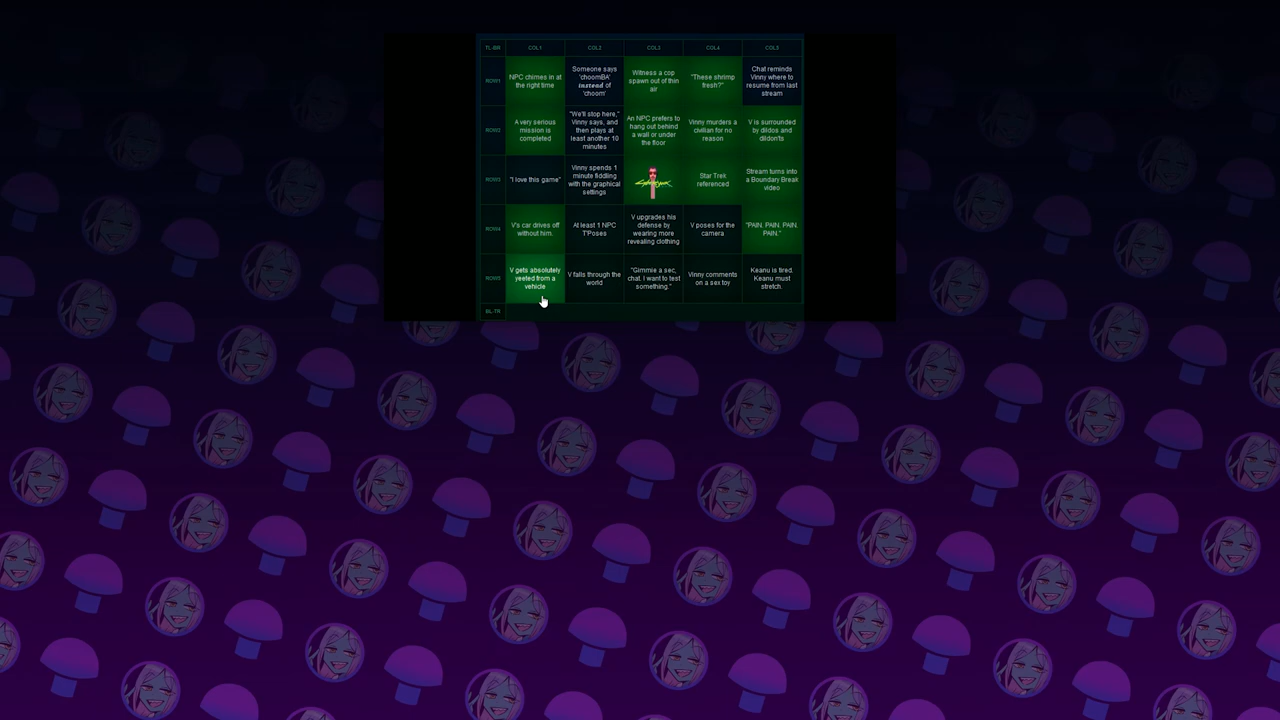 TL-BR COL1 COL2 COL3 COL4 COL5
ROW1
NPC chimes in at
the right time
Someone says
'choomBA'
instead of
'choom'
Witness a cop
spawn out of thin
air
"These shrimp
fresh?"
Chat reminds
Vinny where to
resume from last
stream
ROW2
A very serious
mission is
completed
"We'll stop here,"
Vinny says, and
then plays at
least another 10
minutes
An NPC prefers to
hang out behind
a wall or under
the floor
Vinny murders a
civilian for no
reason
V is surrounded
by dildos and
dildon'ts
ROW3
"I love this game"
Vinny spends 1
minute fiddling
with the graphical
settings
Star Trek
referenced
Stream turns into
a Boundary Break
video
ROW4
V's car drives off
without him.
At least 1 NPC
T'Poses
V upgrades his
defense by
wearing more
revealing clothing
V poses for the
camera
"PAIN. PAIN. PAIN.
PAIN."
ROW5
V gets absolutely
yeeted from a
vehicle
V falls through the
world
"Gimmie a sec,
chat. I want to test
something."
Vinny comments
on a sex toy
Keanu is tired.
Keanu must
stretch.
BL-TR